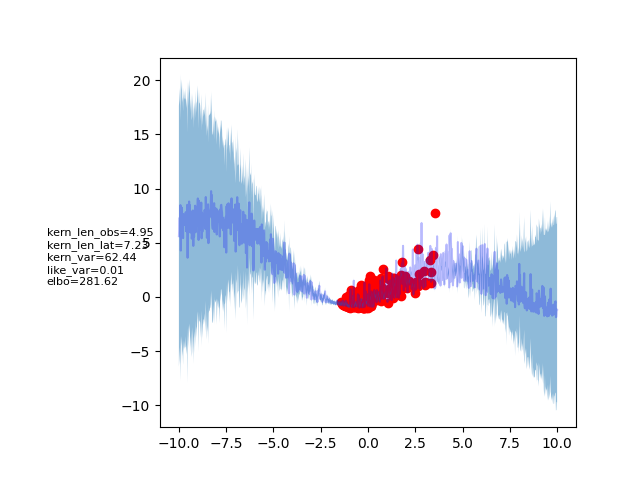 20
15
10
kern_len_obs=4.95
kern_len_lat=7.22
5
kern_var=62.44
like_var=0.01
elbo=281.62
0
−5
−10
−10.0 −7.5 −5.0 −2.5 0.0 2.5 5.0 7.5 10.0